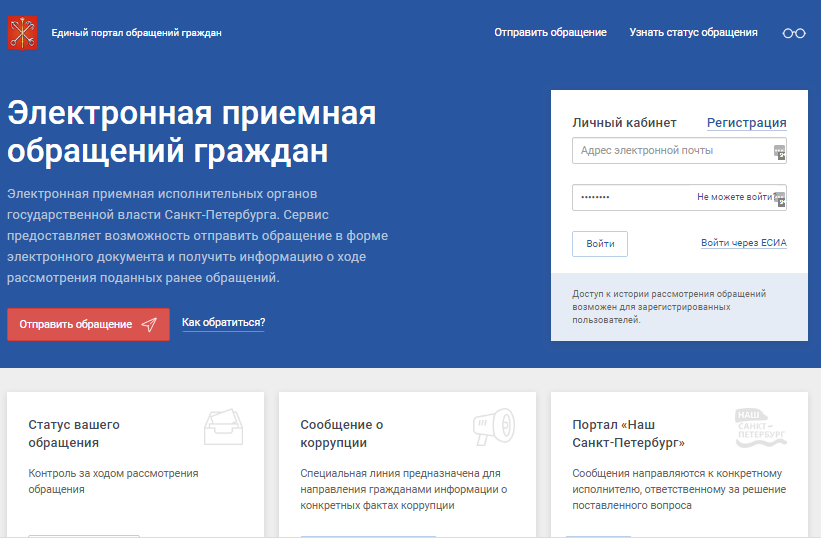 Единый портал обращений граждан
Отправить обращение
Узнать статус обращения
Электронная приемная
обращений граждан
Электронная приемная исполнительных органов
государственной власти Санкт-Петербурга. Сервис
предоставляет возможность отправить обращение в форме
электронного документа и получить информацию о ходе
рассмотрения поданных ранее обращений.
Отправить обращение
Как обратиться?
Личный кабинет
Регистрация
Адрес электронной почты
••••••••
Не можете войти?
Войти
Войти через ЕСИА
Доступ к истории рассмотрения обращений
возможен для зарегистрированных
пользователей.
Статус вашего
обращения
Контроль за ходом рассмотрения
обращения
Сообщение о
коррупции
Специальная линия предназначена для
направления гражданами информации о
конкретных фактах коррупции
Портал «Наш
Санкт-Петербург»
НАШ
САНКТ-
ПЕТЕРБУРГ
Сообщения направляются к конкретному
исполнителю, ответственному за решение
поставленного вопроса